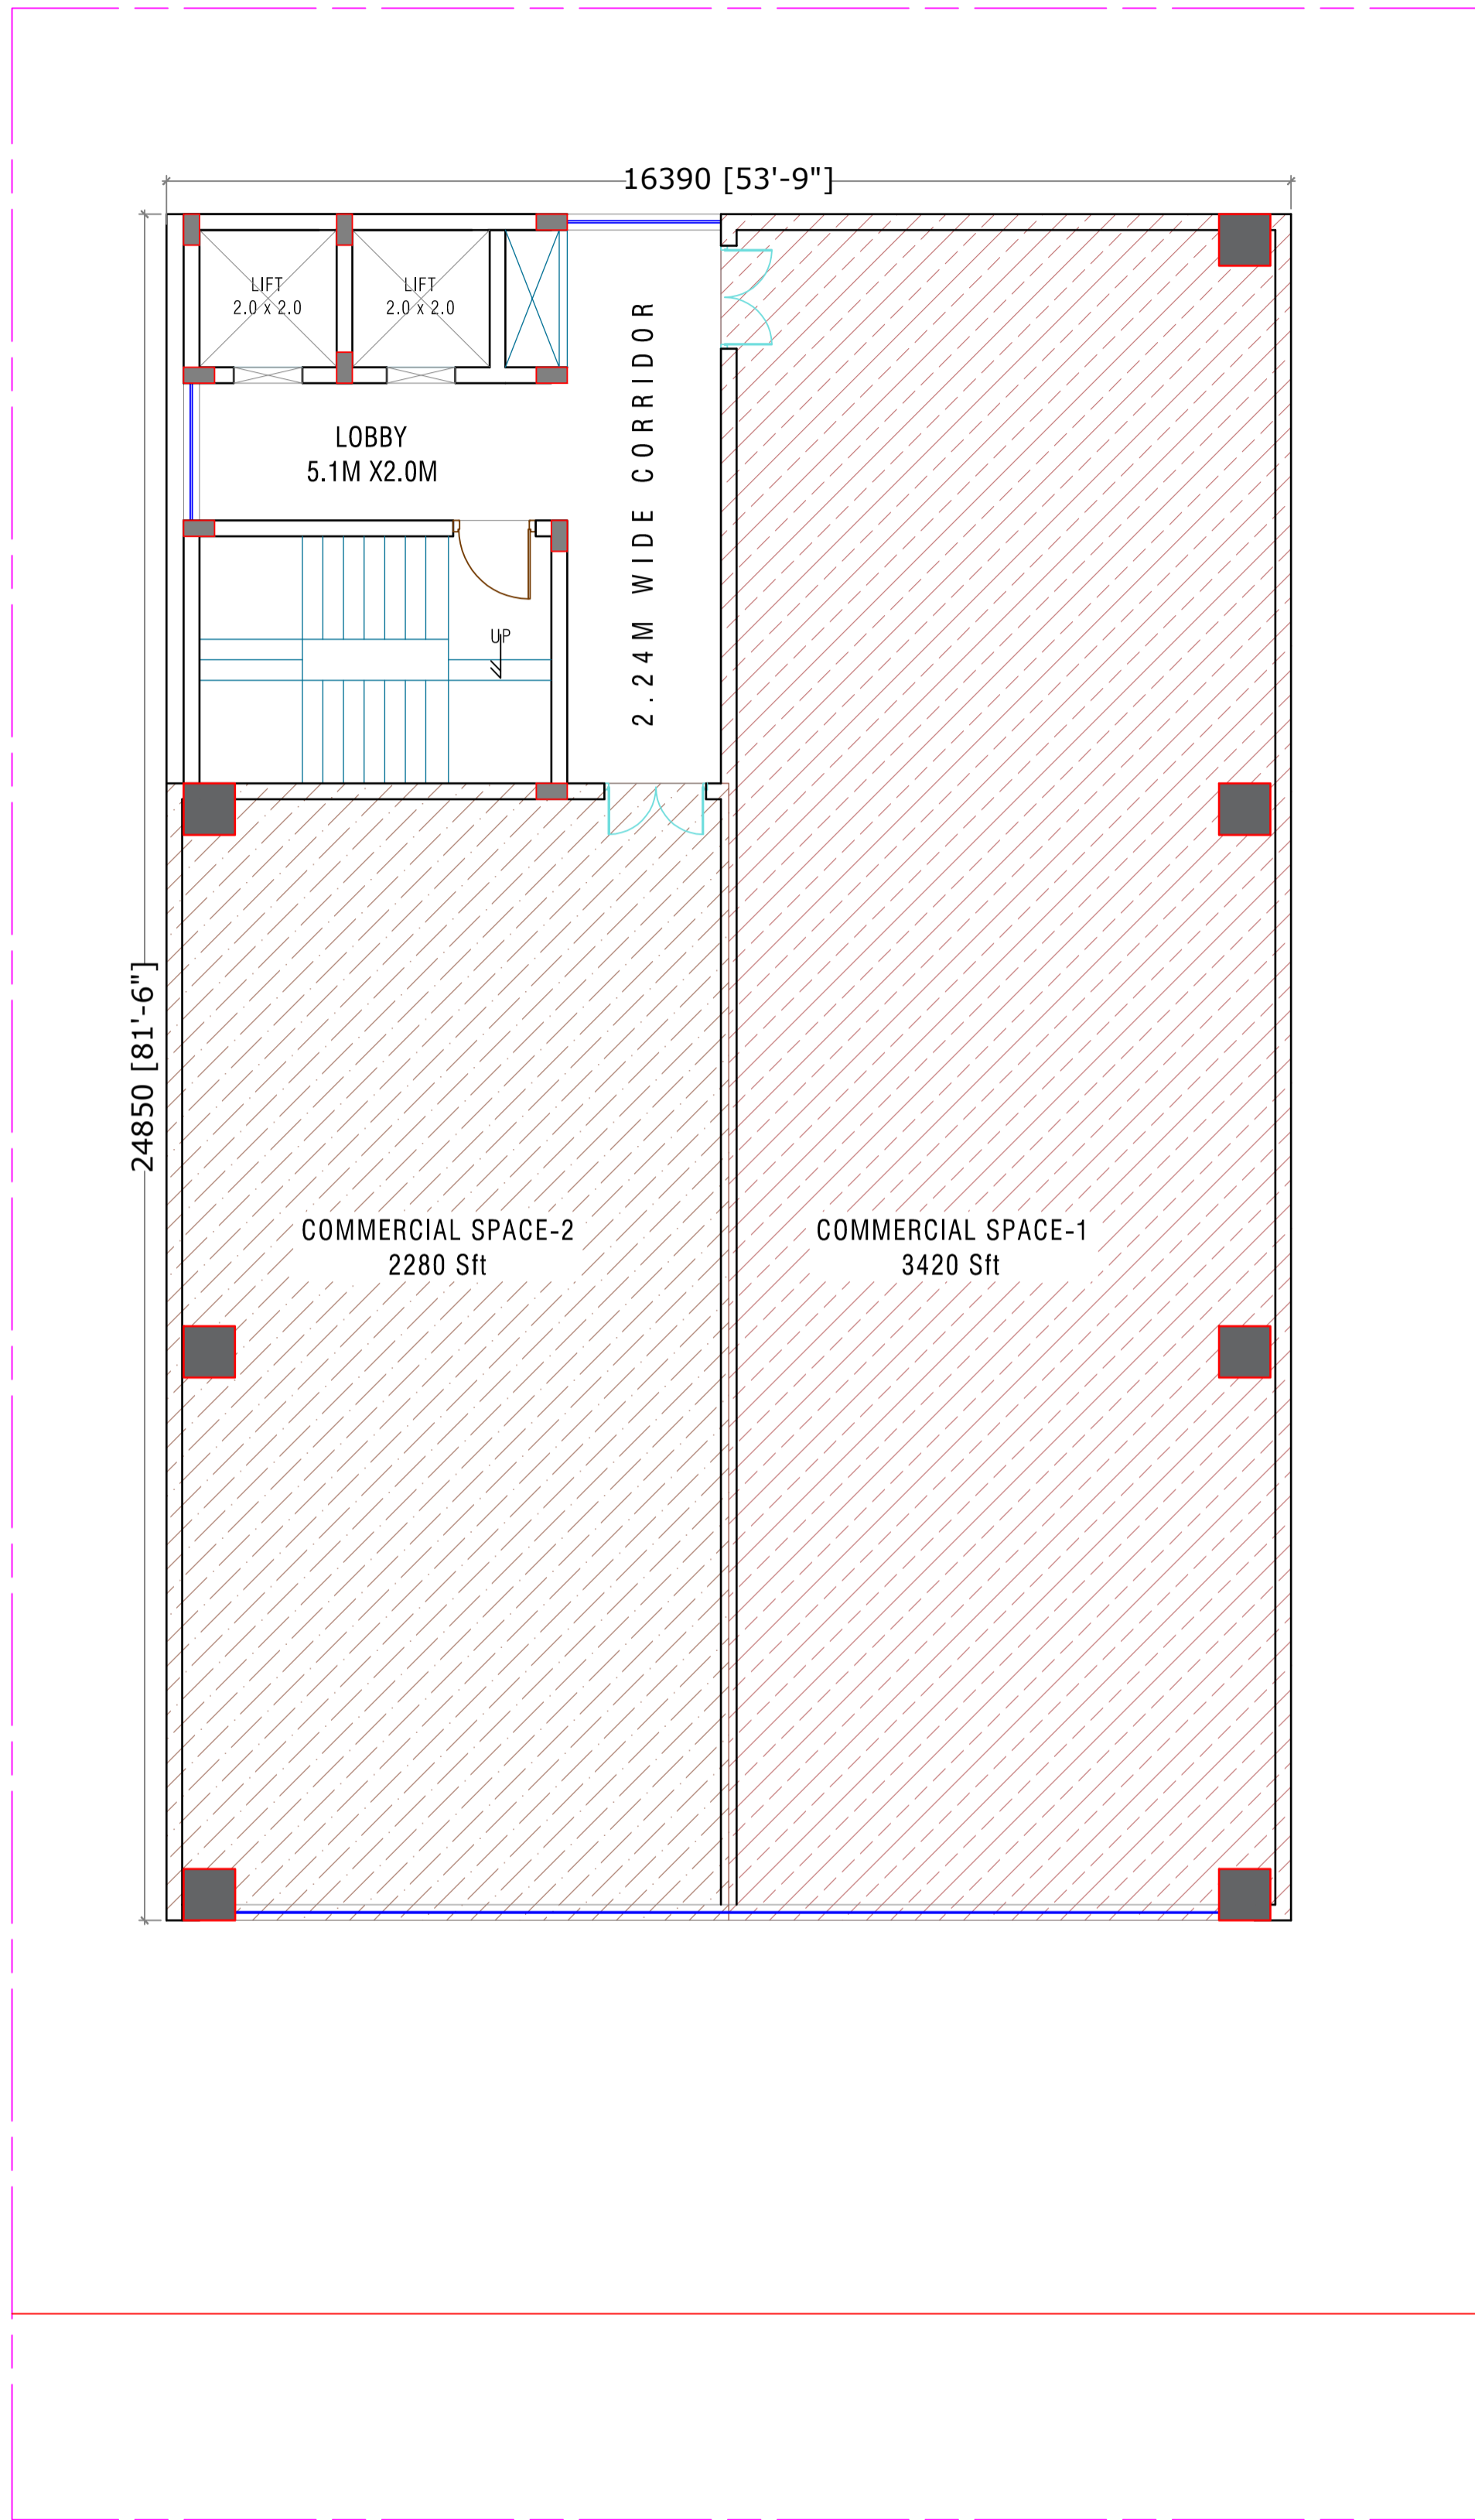 16390 [53'-9"]
LIFT
2.0 x 2.0
LIFT
2.0 x 2.0
2.24M WIDE CORRIDOR
LOBBY
5.1M X2.0M
UP
24850 [81'-6"]
COMMERCIAL SPACE-2
2280 Sft
COMMERCIAL SPACE-1
3420 Sft